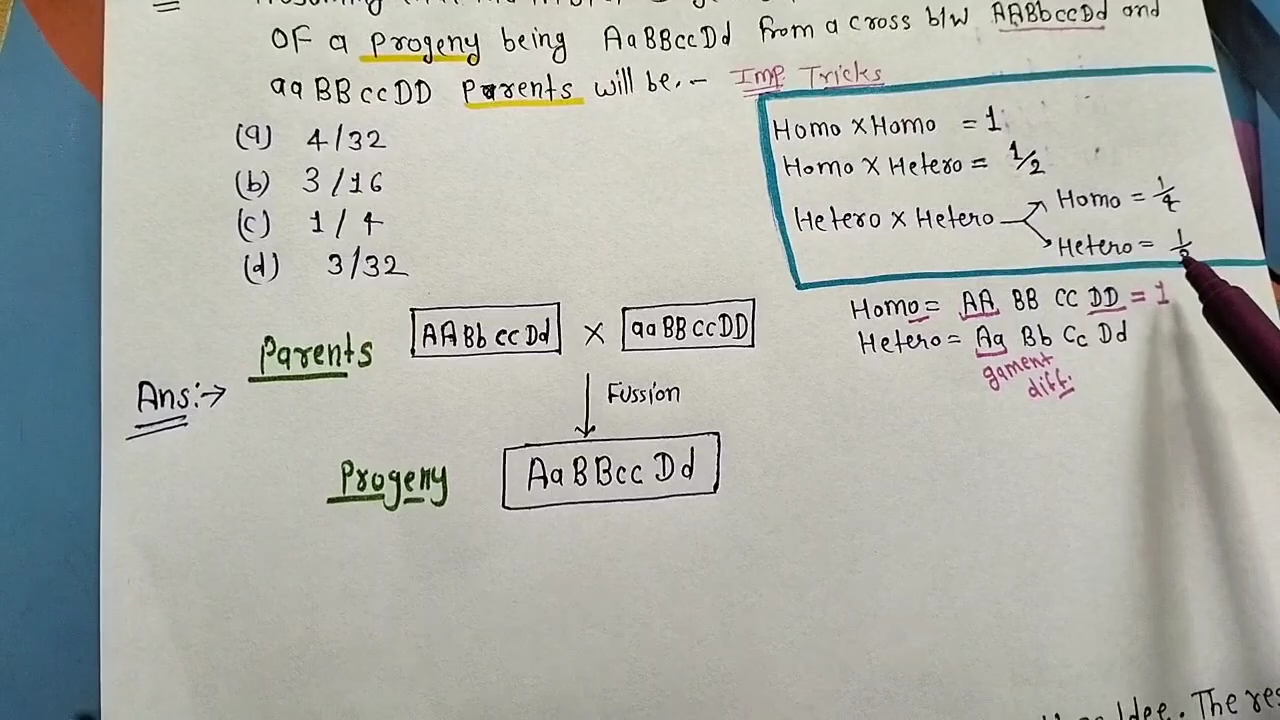 OF a Progeny being AaBBccDd from a cross b/w AABbccDd and
aaBBccDD Parents will be.- Imp Tricks
(a) 4/32
(b) 3/16
(c) 1/4
(d) 3/32
Homo X Homo = 1
Homo X Hetero = 1/2
Hetero X Hetero
Homo = 1/4
Hetero = 1/2
Homo = AA BB CC DD = 1
Hetero = Aa Bb Cc Dd
gament
diff.
Parents AABbccDd X aaBBccDD
Ans:→
Fussion
Progeny AaBBccDd
Idee. The res